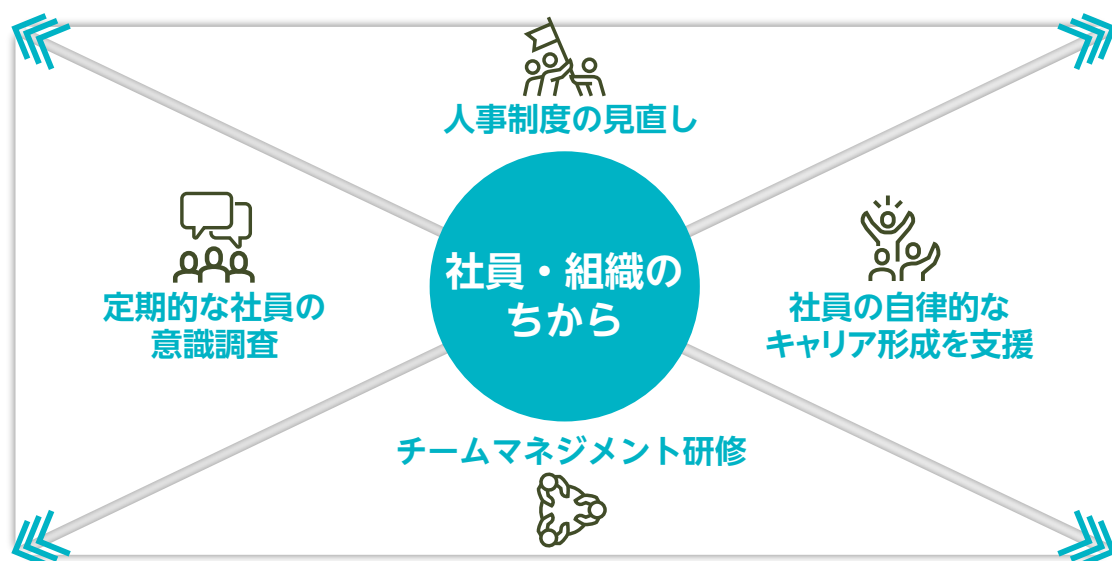 人事制度の見直し
定期的な社員の
意識調査
社員・組織の
ちから
社員の自律的な
キャリア形成を支援
チームマネジメント研修